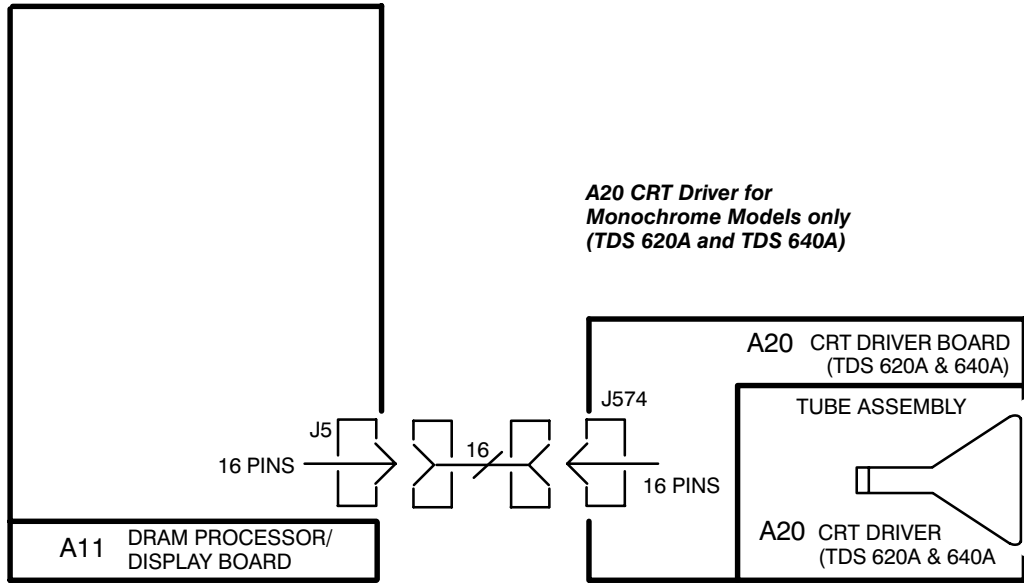 A20 CRT Driver for
Monochrome Models only
(TDS 620A and TDS 640A)
A20 CRT DRIVER BOARD
(TDS 620A & 640A)
TUBE ASSEMBLY
J574
J5
16
16 PINS
16 PINS
A20 CRT DRIVER
(TDS 620A & 640A
A11 DRAM PROCESSOR/
DISPLAY BOARD